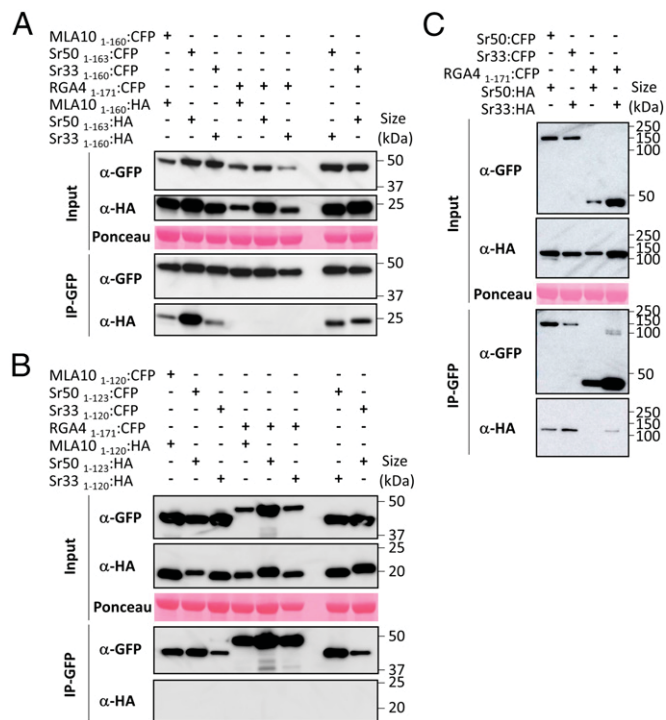 A
MLA10 1-160:CFP + - - - - - - -
Sr50 1-163:CFP - + - - - - + -
Sr33 1-160:CFP - - + - - - - +
RGA4 1-171:CFP - - - + + + - -
MLA10 1-160:HA + - - + - - - -
Sr50 1-163:HA - + - - + - - +
Sr33 1-160:HA - - + - - + + -
Size
(kDa)
Input
α-GFP
50
37
α-HA
25
Ponceau
IP-GFP
α-GFP
50
37
α-HA
25
B
MLA10 1-120:CFP + - - - - - - -
Sr50 1-123:CFP - + - - - - + -
Sr33 1-120:CFP - - + - - - - +
RGA4 1-171:CFP - - - + + + - -
MLA10 1-120:HA + - - + - - - -
Sr50 1-123:HA - + - - + - - + Size
Sr33 1-120:HA - - + - - + + - (kDa)
Input
α-GFP
50
37
α-HA
25
20
Ponceau
IP-GFP
α-GFP
50
37
α-HA
25
20
C
Sr50:CFP + - - -
Sr33:CFP - + - -
RGA4 1-171:CFP - - + +
Sr50:HA + - + - Size
Sr33:HA - + - + (kDa)
Input
α-GFP
250
150
100
50
α-HA
250
150
100
Ponceau
IP-GFP
α-GFP
250
150
100
50
α-HA
250
150
100